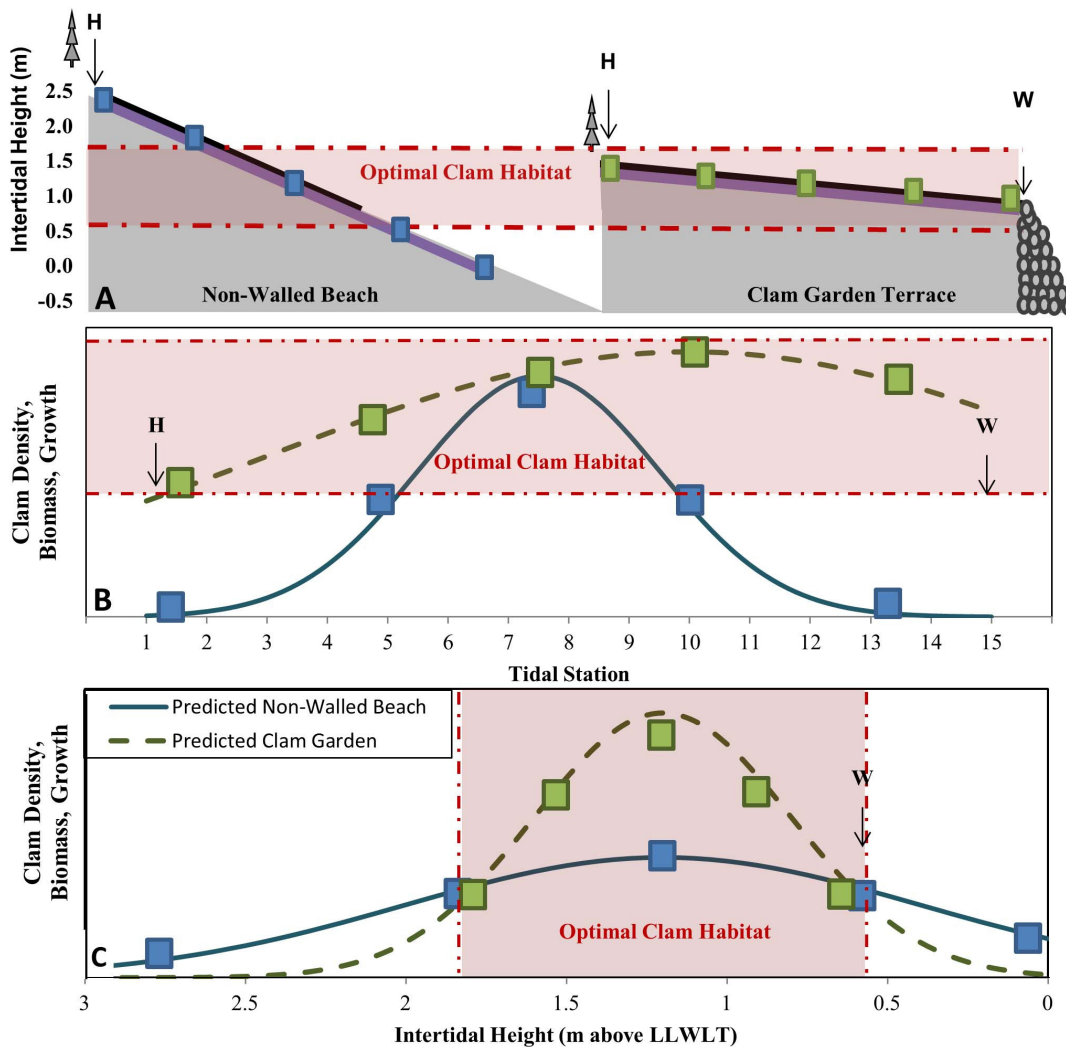 H
H
W
Intertidal Height (m)
2.5
2.0
1.5
1.0
0.5
0.0
-0.5
Optimal Clam Habitat
A
Non-Walled Beach
Clam Garden Terrace
Clam Density,
Biomass, Growth
H
W
Optimal Clam Habitat
B
1 2 3 4 5 6 7 8 9 10 11 12 13 14 15
Tidal Station
Predicted Non-Walled Beach
Predicted Clam Garden
Clam Density,
Biomass, Growth
W
Optimal Clam Habitat
C
3 2 1.5 1 0.5 0
Intertidal Height (m above LLWLT)